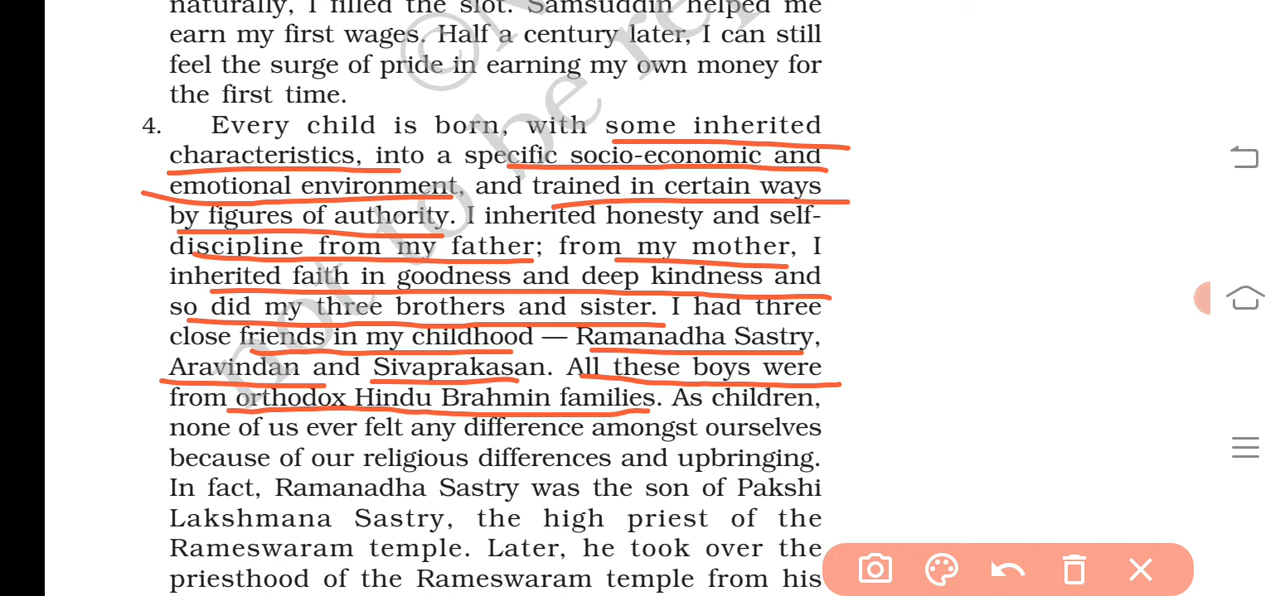 naturally, I filled the slot. Samsuddin helped me
earn my first wages. Half a century later, I can still
feel the surge of pride in earning my own money for
the first time.
4. Every child is born, with some inherited
characteristics, into a specific socio-economic and
emotional environment, and trained in certain ways
by figures of authority. I inherited honesty and self-
discipline from my father; from my mother, I
inherited faith in goodness and deep kindness and
so did my three brothers and sister. I had three
close friends in my childhood — Ramanadha Sastry,
Aravindan and Sivaprakasan. All these boys were
from orthodox Hindu Brahmin families. As children,
none of us ever felt any difference amongst ourselves
because of our religious differences and upbringing.
In fact, Ramanadha Sastry was the son of Pakshi
Lakshmana Sastry, the high priest of the
Rameswaram temple. Later, he took over the
priesthood of the Rameswaram temple from his
not to be re